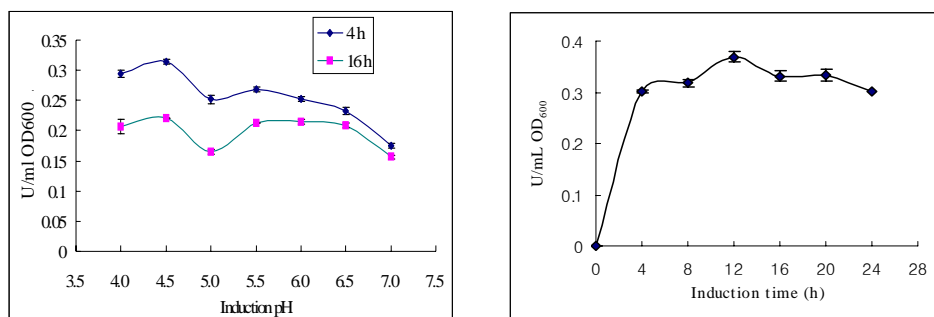 4h
16h
U/ml OD600
0.35
0.3
0.25
0.2
0.15
0.1
0.05
0
3.5 4.0 4.5 5.0 5.5 6.0 6.5 7.0 7.5
Induction pH
U/mL OD600
0.4
0.3
0.2
0.1
0
0 4 8 12 16 20 24 28
Induction time (h)